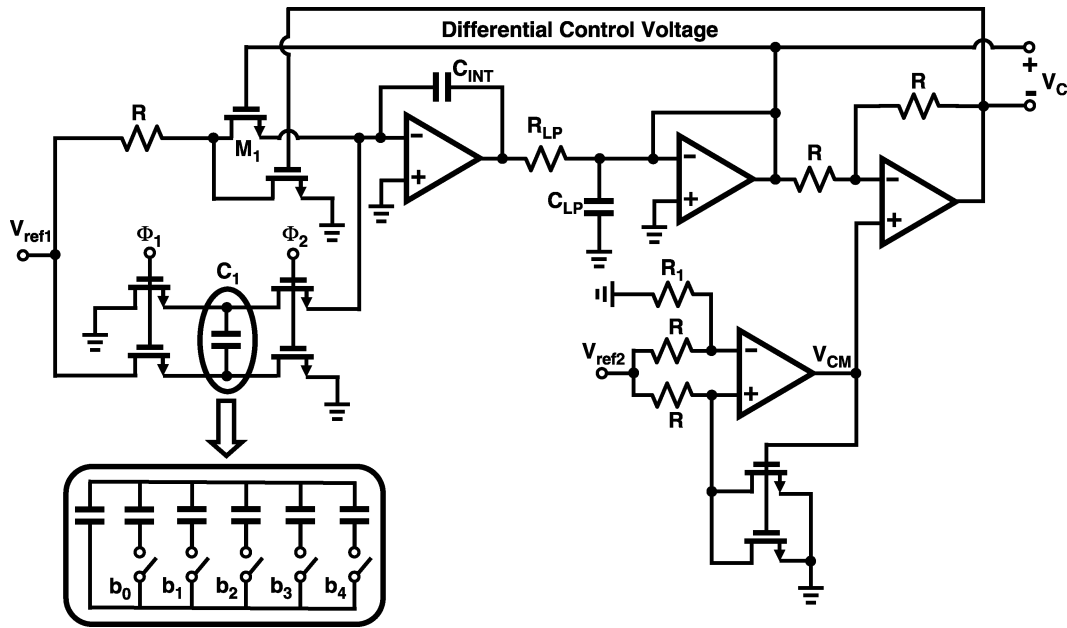 Differential Control Voltage
C_INT
+
V_C
-
R
R
M_1
R_LP
-
+
-
+
R
-
+
C_LP
V_ref1
Φ_1
Φ_2
C_1
R_1
R
V_ref2
-
+
V_CM
R
b_0 b_1 b_2 b_3 b_4